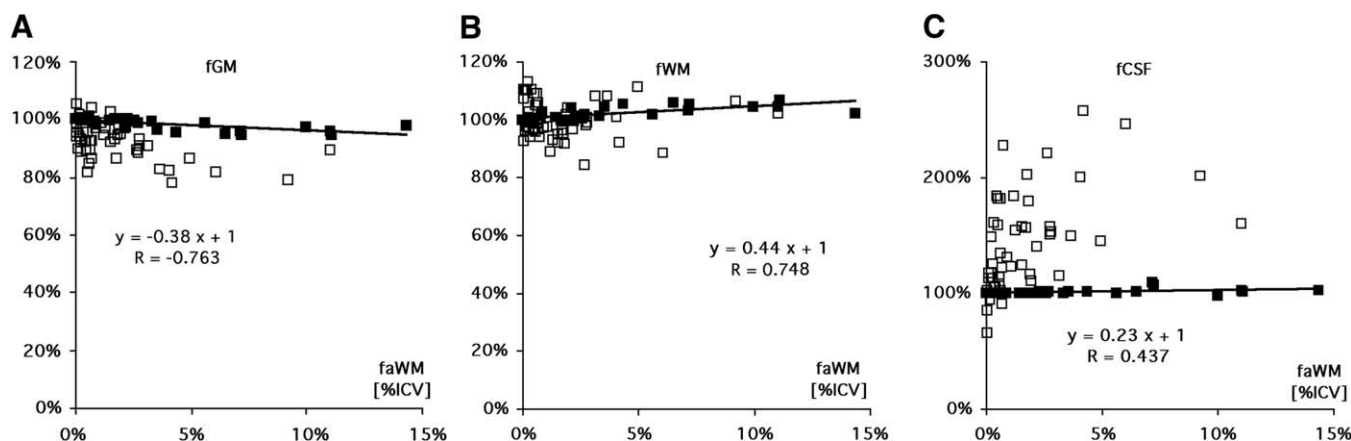 A
120%
fGM
100%
80%
60%
y = -0.38 x + 1
R = -0.763
40%
20%
faWM
[%ICV]
0%
0%
5%
10%
15%
B
120%
fWM
100%
80%
60%
y = 0.44 x + 1
R = 0.748
40%
20%
faWM
[%ICV]
0%
0%
5%
10%
15%
C
300%
fCSF
200%
100%
y = 0.23 x + 1
R = 0.437
faWM
[%ICV]
0%
0%
5%
10%
15%